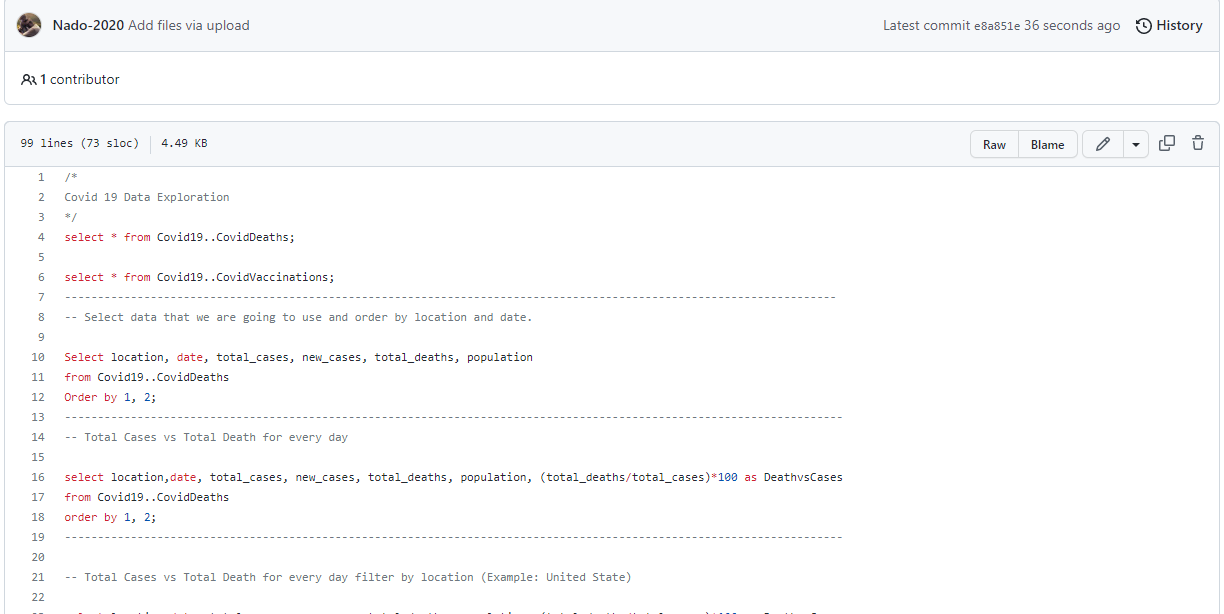 Nado-2020 Add files via upload
Latest commit e8a851e 36 seconds ago History
1 contributor
99 lines (73 sloc) 4.49 KB
Raw Blame
1 /*
2 Covid 19 Data Exploration
3 */
4 select * from Covid19..CovidDeaths;
5
6 select * from Covid19..CovidVaccinations;
7 ---------------------------------------------------------------------------------------------------------------------
8 -- Select data that we are going to use and order by location and date.
9
10 Select location, date, total_cases, new_cases, total_deaths, population
11 from Covid19..CovidDeaths
12 Order by 1, 2;
13 ----------------------------------------------------------------------------------------------------------------------
14 -- Total Cases vs Total Death for every day
15
16 select location,date, total_cases, new_cases, total_deaths, population, (total_deaths/total_cases)*100 as DeathvsCases
17 from Covid19..CovidDeaths
18 order by 1, 2;
19 ----------------------------------------------------------------------------------------------------------------------
20
21 -- Total Cases vs Total Death for every day filter by location (Example: United State)
22